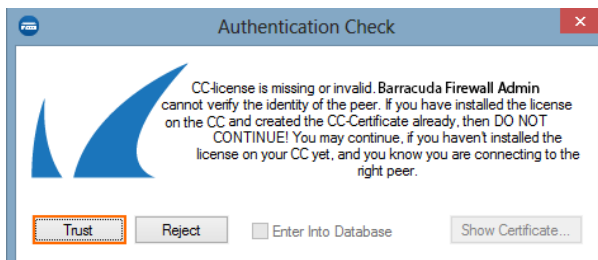 Authentication Check
CC-license is missing or invalid. Barracuda Firewall Admin
cannot verify the identity of the peer. If you have installed the license
on the CC and created the CC-Certificate already, then DO NOT
CONTINUE! You may continue, if you haven't installed the
license on your CC yet, and you know you are connecting to the
right peer.
Trust Reject Enter Into Database Show Certificate...